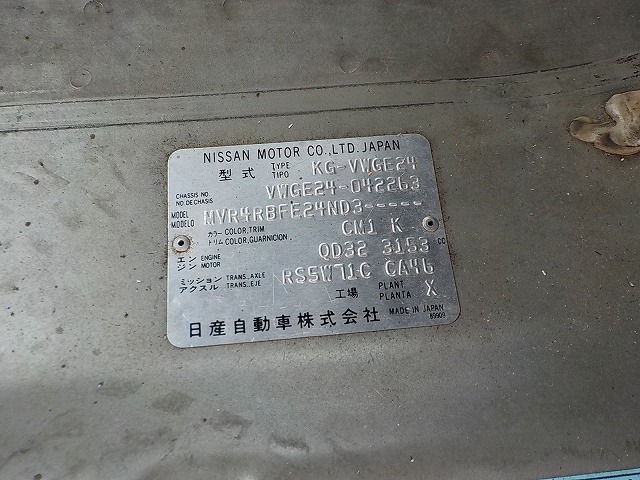 NISSAN MOTOR CO.,LTD. JAPAN
型式 TYPE TIPO KG-VWGE24
CHASSIS NO. NO DE CHASIS VWGE24-042263
MODEL MODELO MVR4RBFE24ND3-----
カラー COLOR,TRIM トリム COLOR,GUARNICION CM1 K
エンジン ENGINE MOTOR QD32 3153 CC
ミッション アクスル TRANS.,AXLE TRANS.,EJE RS5W71C CA46
工場 PLANT PLANTA X
日産自動車株式会社 MADE IN JAPAN
89909